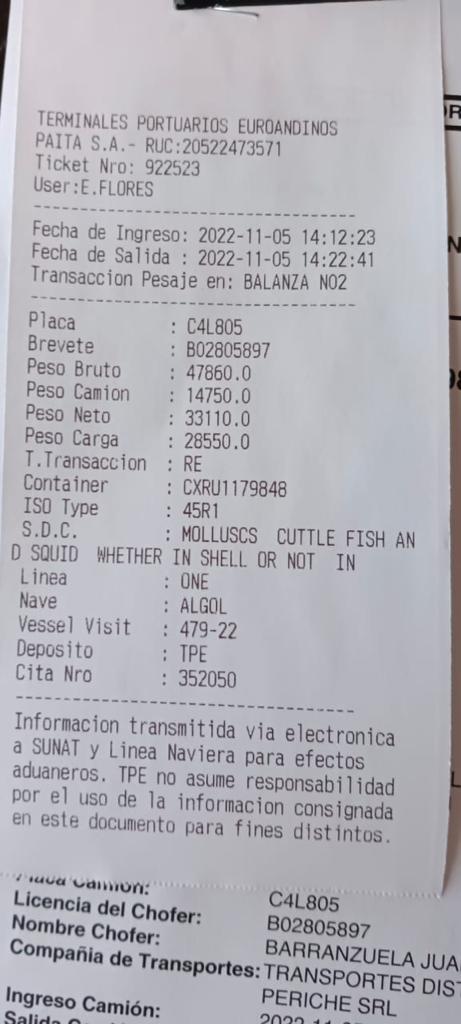 TERMINALES PORTUARIOS EUROANDINOS
PAITA S.A.- RUC:20522473571
Ticket Nro: 922523
User:E.FLORES
--------------------------------
Fecha de Ingreso: 2022-11-05 14:12:23
Fecha de Salida : 2022-11-05 14:22:41
Transaccion Pesaje en: BALANZA NO2
--------------------------------
Placa : C4L805
Brevete : B02805897
Peso Bruto : 47860.0
Peso Camion : 14750.0
Peso Neto : 33110.0
Peso Carga : 28550.0
T.Transaccion : RE
Container : CXRU1179848
ISO Type : 45R1
S.D.C. : MOLLUSCS CUTTLE FISH AN
D SQUID WHETHER IN SHELL OR NOT IN
Linea : ONE
Nave : ALGOL
Vessel Visit : 479-22
Deposito : TPE
Cita Nro : 352050
--------------------------------
Informacion transmitida via electronica
a SUNAT y Linea Naviera para efectos
aduaneros. TPE no asume responsabilidad
por el uso de la informacion consignada
en este documento para fines distintos.
Placa Camión: C4L805
Licencia del Chofer: B02805897
Nombre Chofer: BARRANZUELA JUA
Compañia de Transportes: TRANSPORTES DIST
PERICHE SRL
Ingreso Camión:
Salida